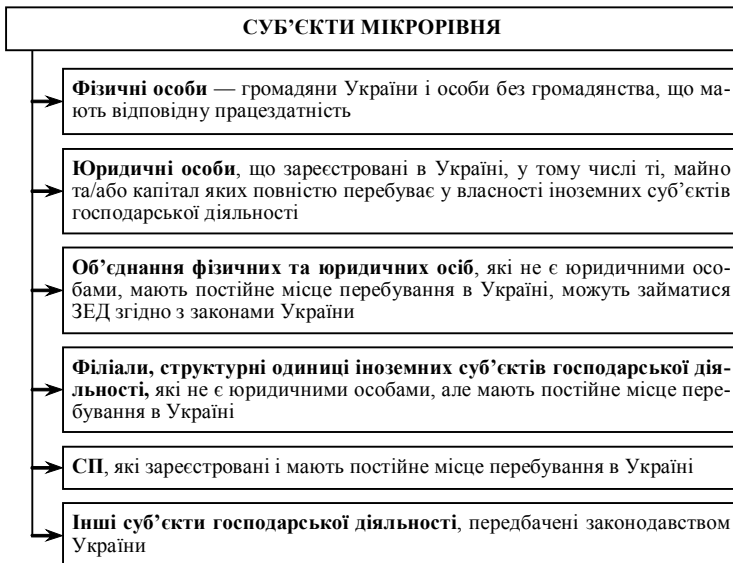 СУБ’ЄКТИ МІКРОРІВНЯ
Фізичні особи — громадяни України і особи без громадянства, що ма-
ють відповідну працездатність
Юридичні особи, що зареєстровані в Україні, у тому числі ті, майно
та/або капітал яких повністю перебуває у власності іноземних суб’єктів
господарської діяльності
Об’єднання фізичних та юридичних осіб, які не є юридичними осо-
бами, мають постійне місце перебування в Україні, можуть займатися
ЗЕД згідно з законами України
Філіали, структурні одиниці іноземних суб’єктів господарської дія-
льності, які не є юридичними особами, але мають постійне місце пере-
бування в Україні
СП, які зареєстровані і мають постійне місце перебування в Україні
Інші суб’єкти господарської діяльності, передбачені законодавством
України